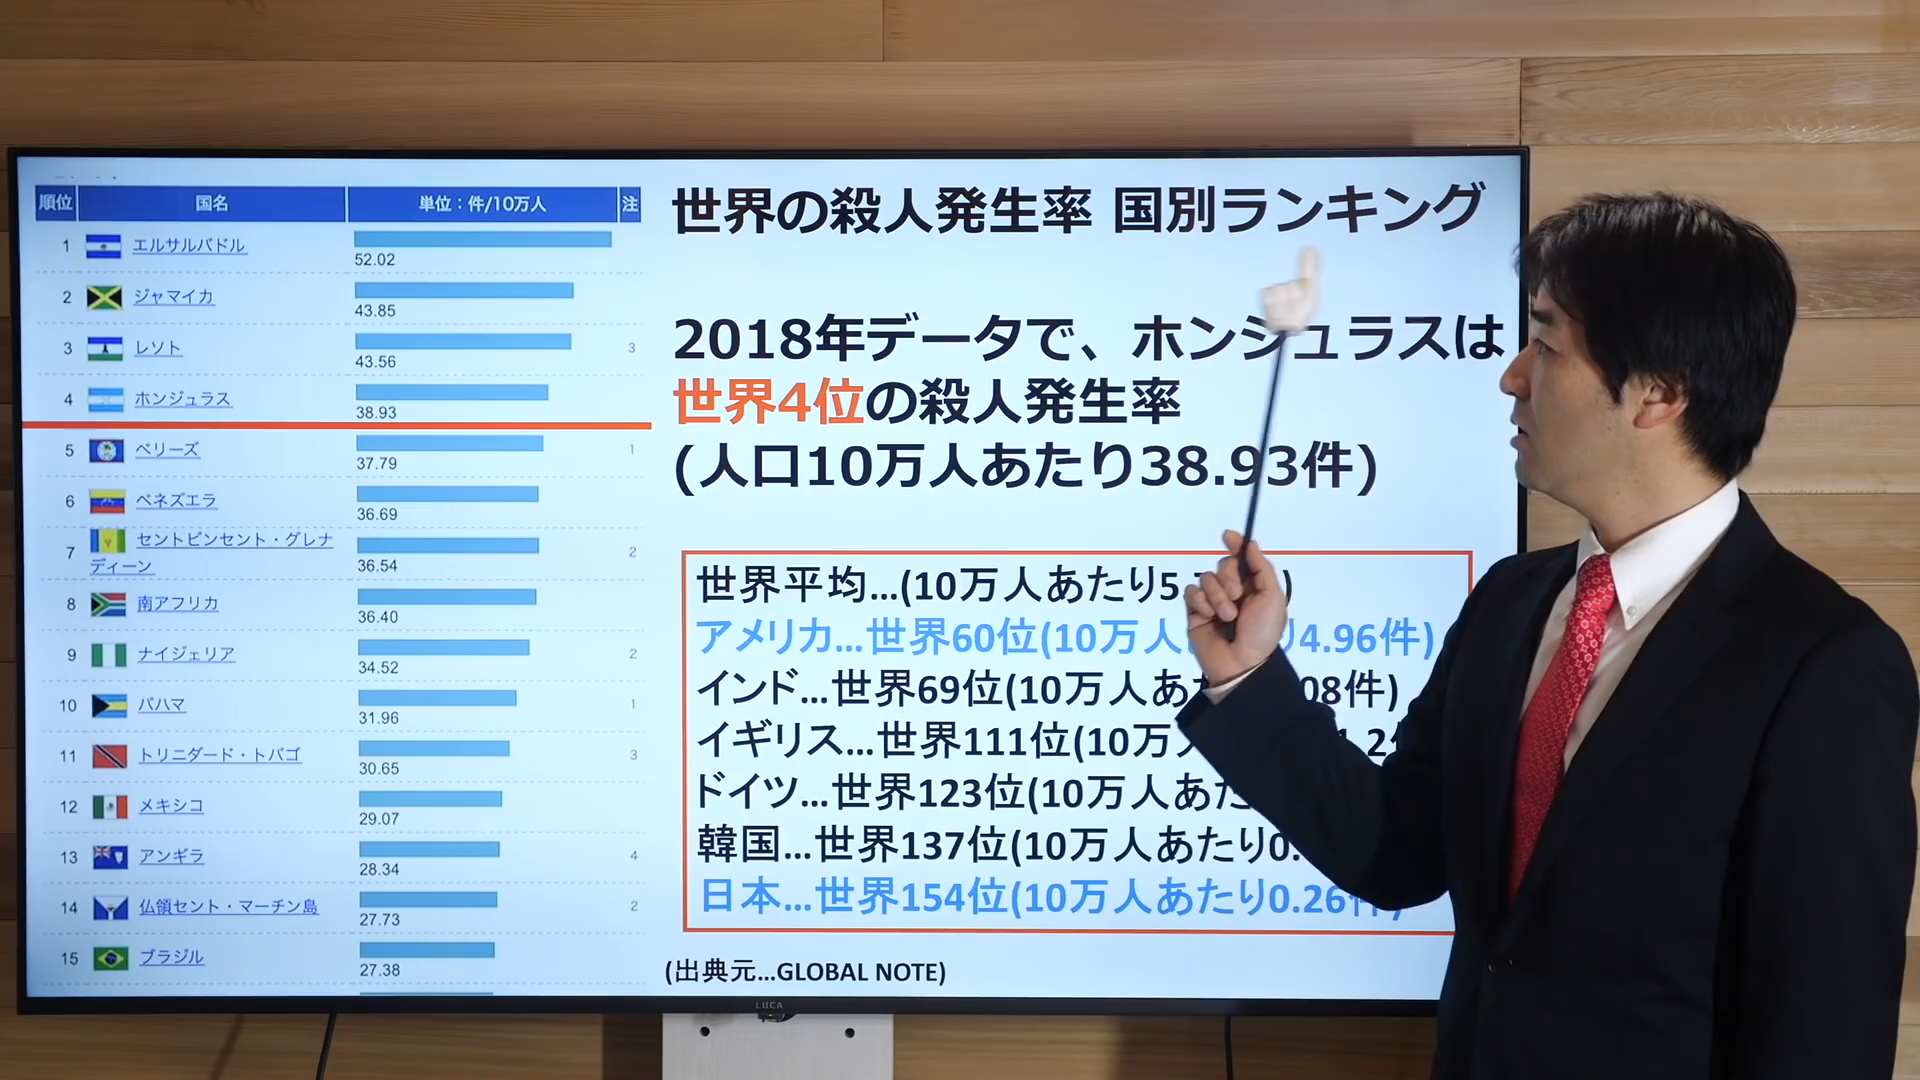 順位 国名 単位：件/10万人 注
1 エルサルバドル 52.02
2 ジャマイカ 43.85
3 レソト 43.56 3
4 ホンジュラス 38.93
5 ベリーズ 37.79 1
6 ベネズエラ 36.69
7 セントビンセント・グレナディーン 36.54 2
8 南アフリカ 36.40
9 ナイジェリア 34.52 2
10 バハマ 31.96 1
11 トリニダード・トバゴ 30.65 3
12 メキシコ 29.07
13 アンギラ 28.34 4
14 仏領セント・マーチン島 27.73 2
15 ブラジル 27.38
世界の殺人発生率 国別ランキング
2018年データで、ホンジュラスは
世界4位の殺人発生率
(人口10万人あたり38.93件)
世界平均…(10万人あたり5
アメリカ…世界60位(10万人 り4.96件)
インド…世界69位(10万人あ 08件)
イギリス…世界111位(10万
ドイツ…世界123位(10万人あた
韓国…世界137位(10万人あたり0.
日本…世界154位(10万人あたり0.26件)
(出典元…GLOBAL NOTE)
LUCA